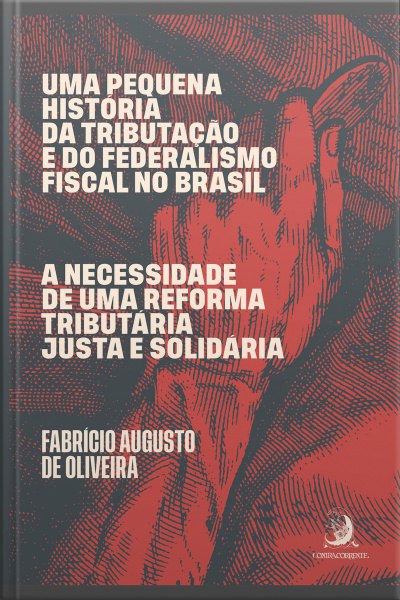 UMA PEQUENA
HISTÓRIA
DA TRIBUTAÇÃO
E DO FEDERALISMO
FISCAL NO BRASIL
A NECESSIDADE
DE UMA REFORMA
TRIBUTÁRIA
JUSTA E SOLIDÁRIA
FABRÍCIO AUGUSTO
DE OLIVEIRA
CONTRACORRENTE